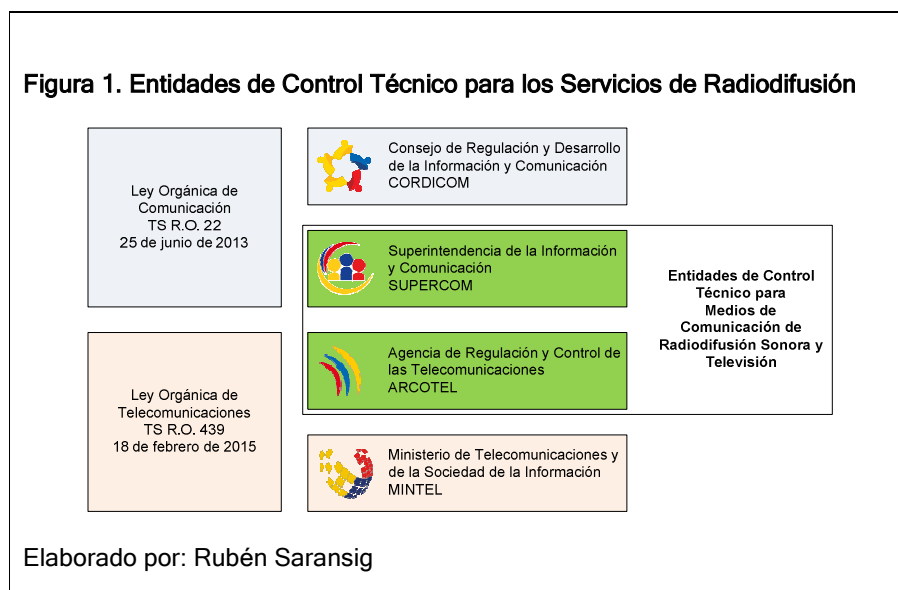 Figura 1. Entidades de Control Técnico para los Servicios de Radiodifusión
Ley Orgánica de
Comunicación
TS R.O. 22
25 de junio de 2013
Consejo de Regulación y Desarrollo
de la Información y Comunicación
CORDICOM
Superintendencia de la Información
y Comunicación
SUPERCOM
Entidades de Control
Técnico para
Medios de
Comunicación de
Radiodifusión Sonora y
Televisión
Ley Orgánica de
Telecomunicaciones
TS R.O. 439
18 de febrero de 2015
Agencia de Regulación y Control de
las Telecomunicaciones
ARCOTEL
Ministerio de Telecomunicaciones y
de la Sociedad de la Información
MINTEL
Elaborado por: Rubén Saransig